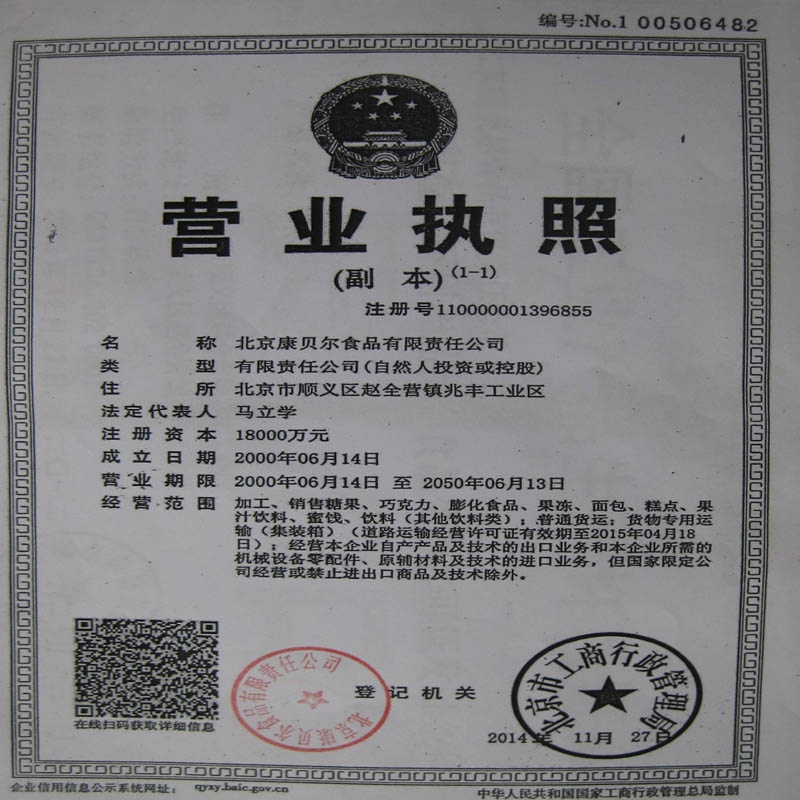 编号:No.1 00506482
营业执照
(副 本)(1-1)
注册号110000001396855
名称 北京康贝尔食品有限责任公司
类型 有限责任公司(自然人投资或控股)
住所 北京市顺义区赵全营镇兆丰工业区
法定代表人 马立学
注册资本 18000万元
成立日期 2000年06月14日
营业期限 2000年06月14日 至 2050年06月13日
经营范围 加工、销售糖果、巧克力、膨化食品、果冻、面包、糕点、果
汁饮料、蜜饯、饮料(其他饮料类);普通货运;货物专用运
输(集装箱)(道路运输经营许可证有效期至2015年04月18
日);经营本企业自产产品及技术的出口业务和本企业所需的
机械设备零配件、原辅材料及技术的进口业务,但国家限定公
司经营或禁止进出口商品及技术除外。
在线扫码获取详细信息
北京康贝尔食品有限责任公司
登记机关
北京市工商行政管理局
2014年 11月 27日
企业信用信息公示系统网址: qyxy.baic.gov.cn
中华人民共和国国家工商行政管理总局监制